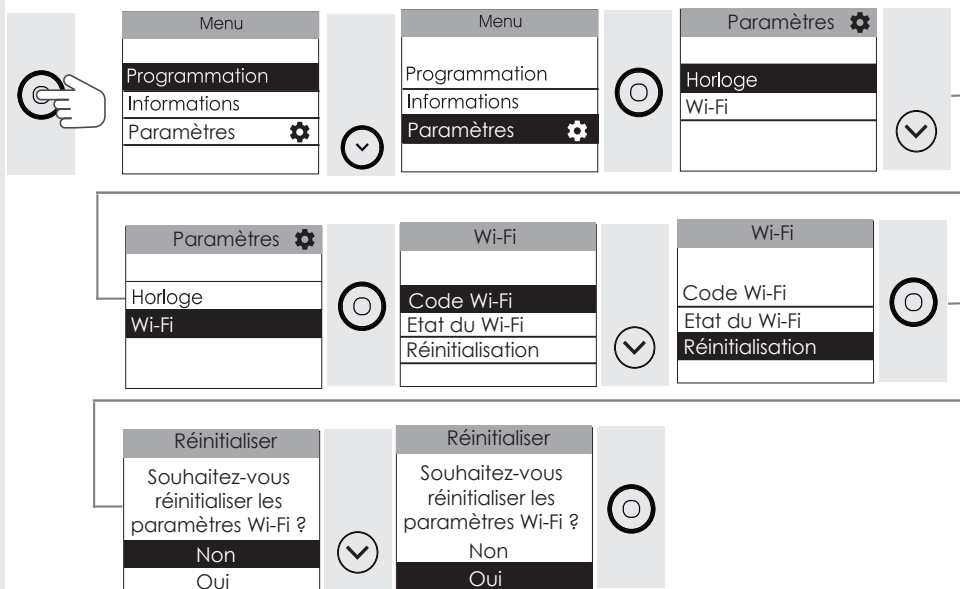 Menu
Programmation
Informations
Paramètres
Menu
Programmation
Informations
Paramètres
Paramètres
Horloge
Wi-Fi
Paramètres
Horloge
Wi-Fi
Wi-Fi
Code Wi-Fi
Etat du Wi-Fi
Réinitialisation
Wi-Fi
Code Wi-Fi
Etat du Wi-Fi
Réinitialisation
Réinitialiser
Souhaitez-vous
réinitialiser les
paramètres Wi-Fi ?
Non
Oui
Réinitialiser
Souhaitez-vous
réinitialiser les
paramètres Wi-Fi ?
Non
Oui